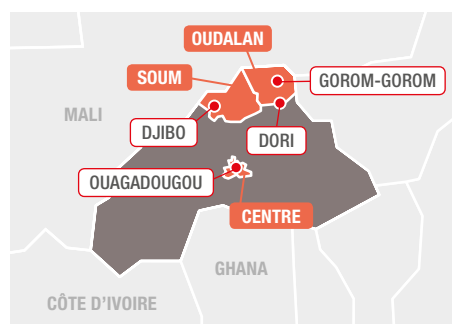 OUDALAN
SOUM
GOROM-GOROM
MALI
DJIBO
DORI
OUAGADOUGOU
CENTRE
GHANA
CÔTE D'IVOIRE